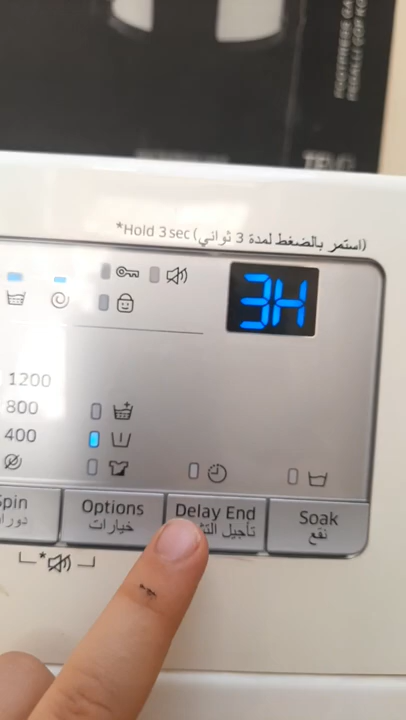 *Hold 3 sec (استمر بالضغط لمدة 3 ثواني)
3H
1200
800
400
Spin
Options
خيارات
Delay End
تأجيل
Soak
نقع
*